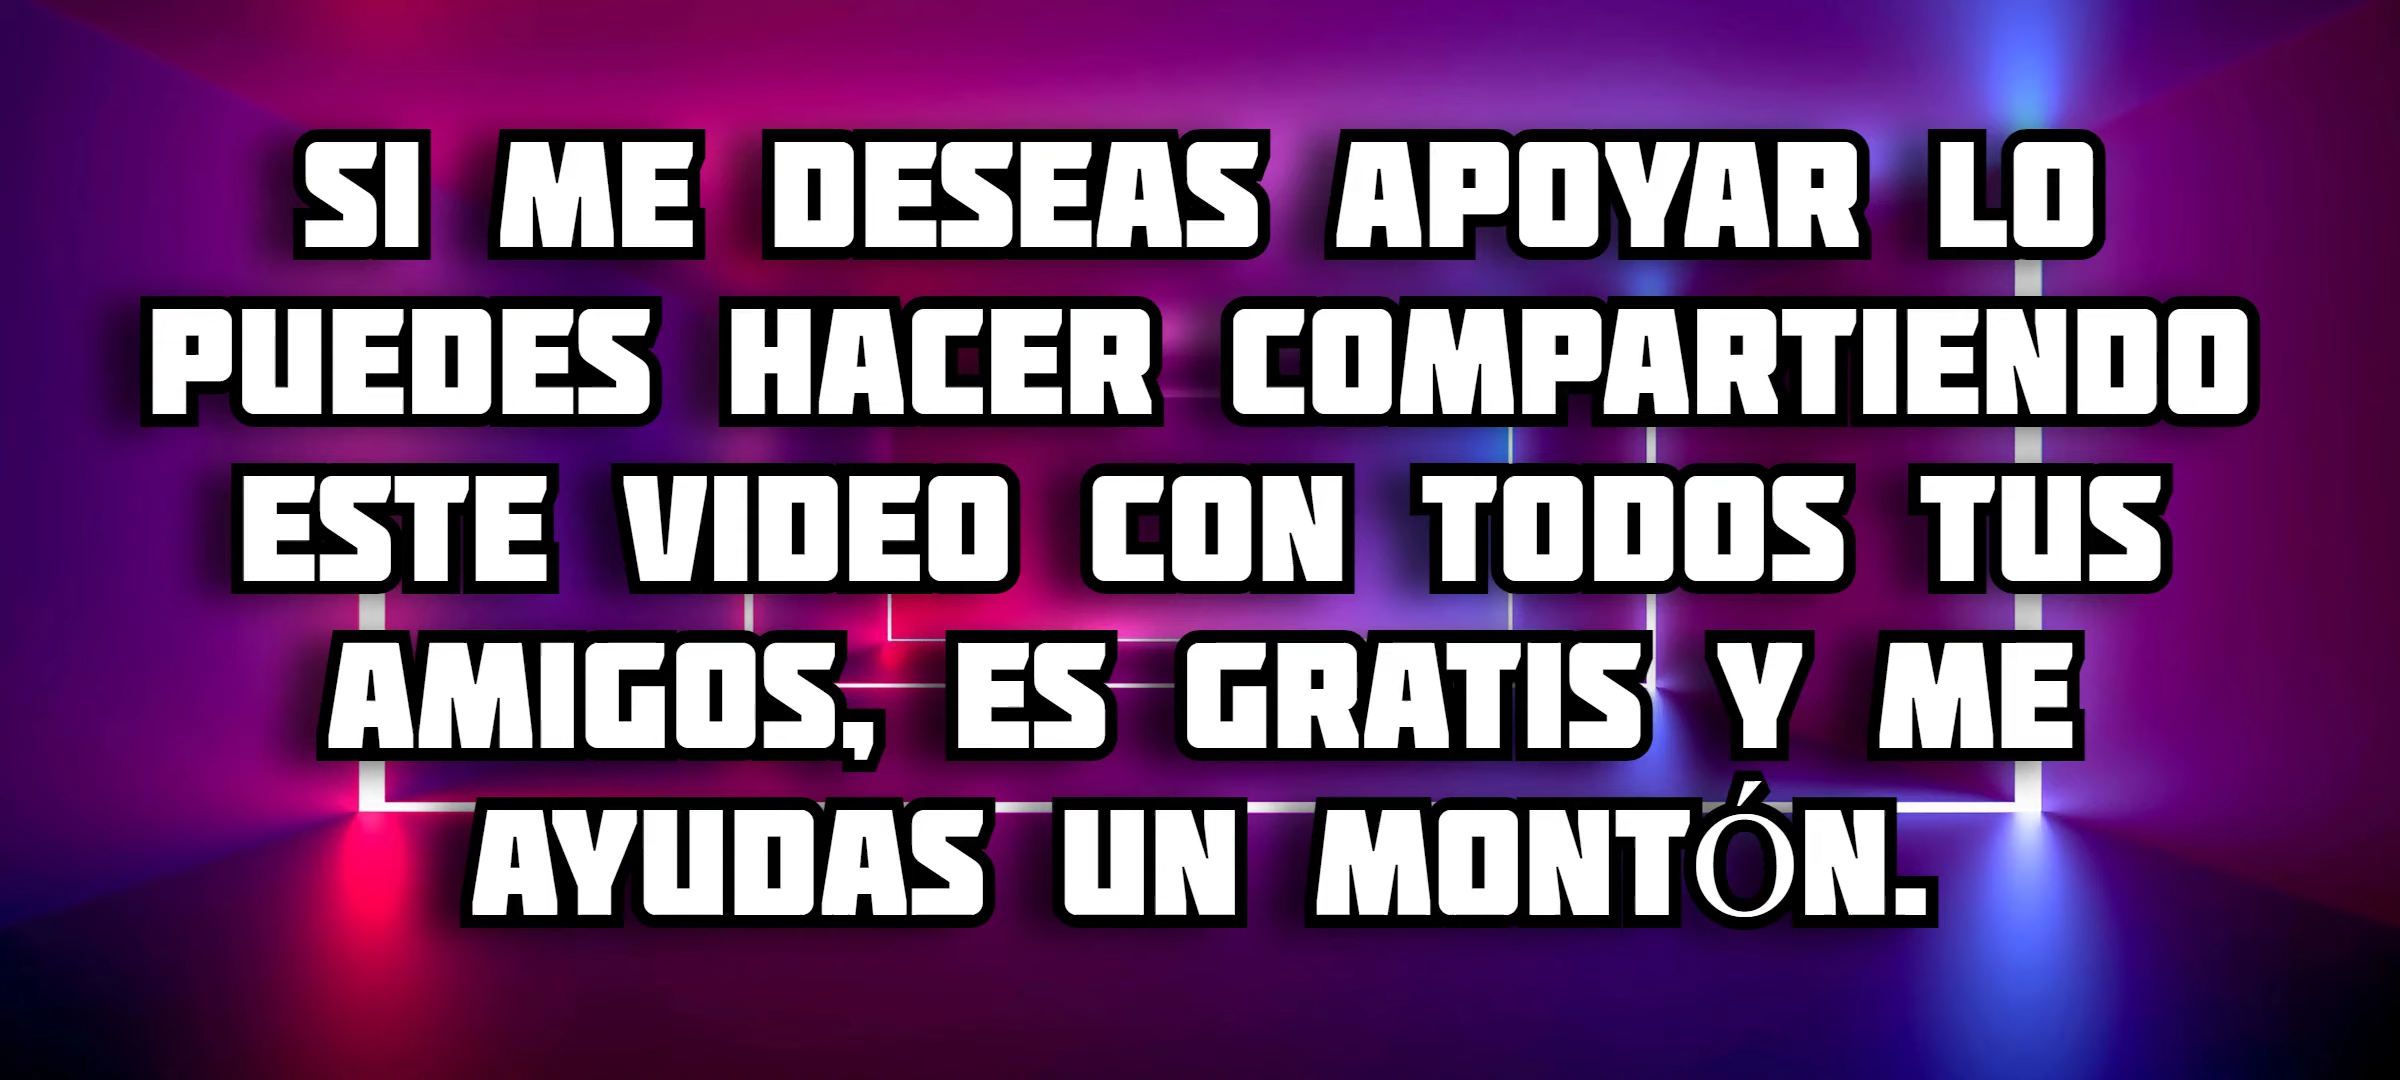 SI ME DESEAS APOYAR LO
PUEDES HACER COMPARTIENDO
ESTE VIDEO CON TODOS TUS
AMIGOS, ES GRATIS Y ME
AYUDAS UN MONTÓN.